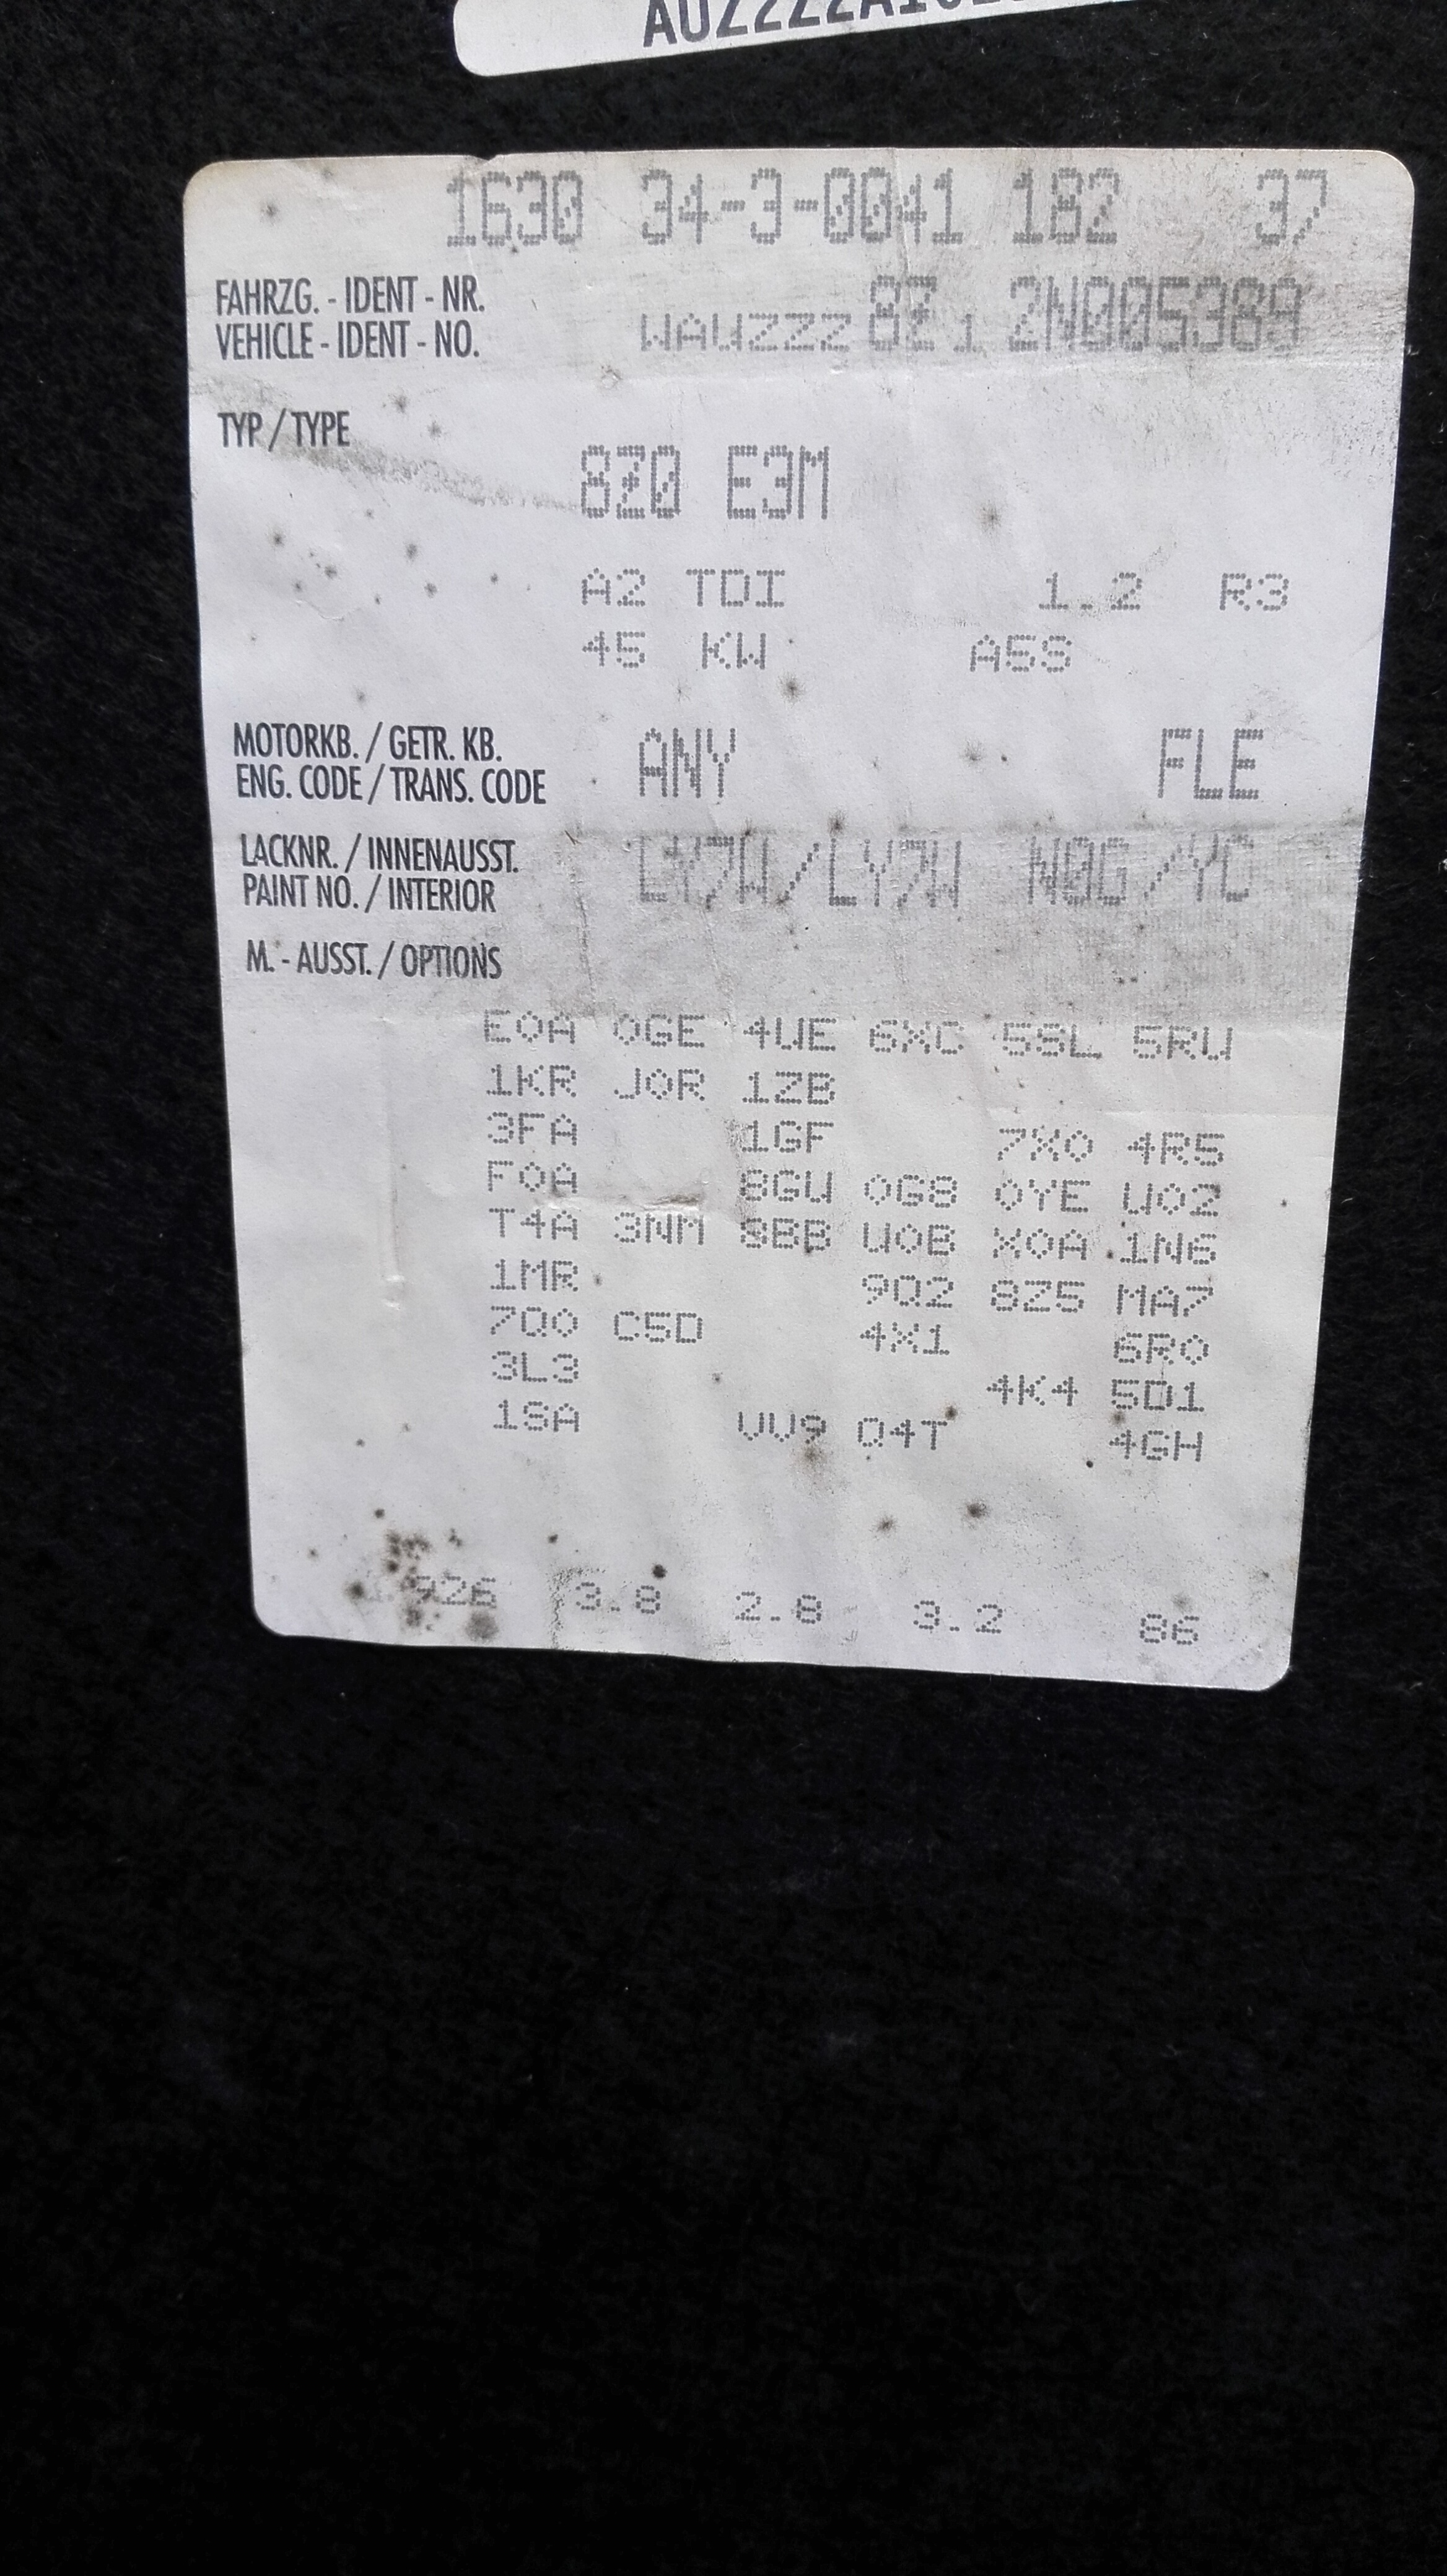 1630 34-3-0041 182 37
FAHRZG. - IDENT - NR.
VEHICLE - IDENT - NO.
WAUZZZ 8Z 1 2N005389
TYP / TYPE
8Z0 E3M
A2 TDI 1.2 R3
45 KW A5S
MOTORKB. / GETR. KB.
ENG. CODE / TRANS. CODE
ANY FLE
LACKNR. / INNENAUSST.
PAINT NO. / INTERIOR
LY7W/LY7W N0G/YC
M. - AUSST. / OPTIONS
E0A 0GE 4UE 6XC 5SL 5RU
1KR J0R 1ZB
3FA 1GF 7X0 4R5
F0A 8GU 0G8 0YE U02
T4A 3NM 8BB U0B X0A 1N6
1MR 9Q2 8Z5 MA7
7Q0 C5D 4X1 6R0
3L3 4K4 5D1
1SA VV9 Q4T 4GH
926 3.8 2.8 3.2 86